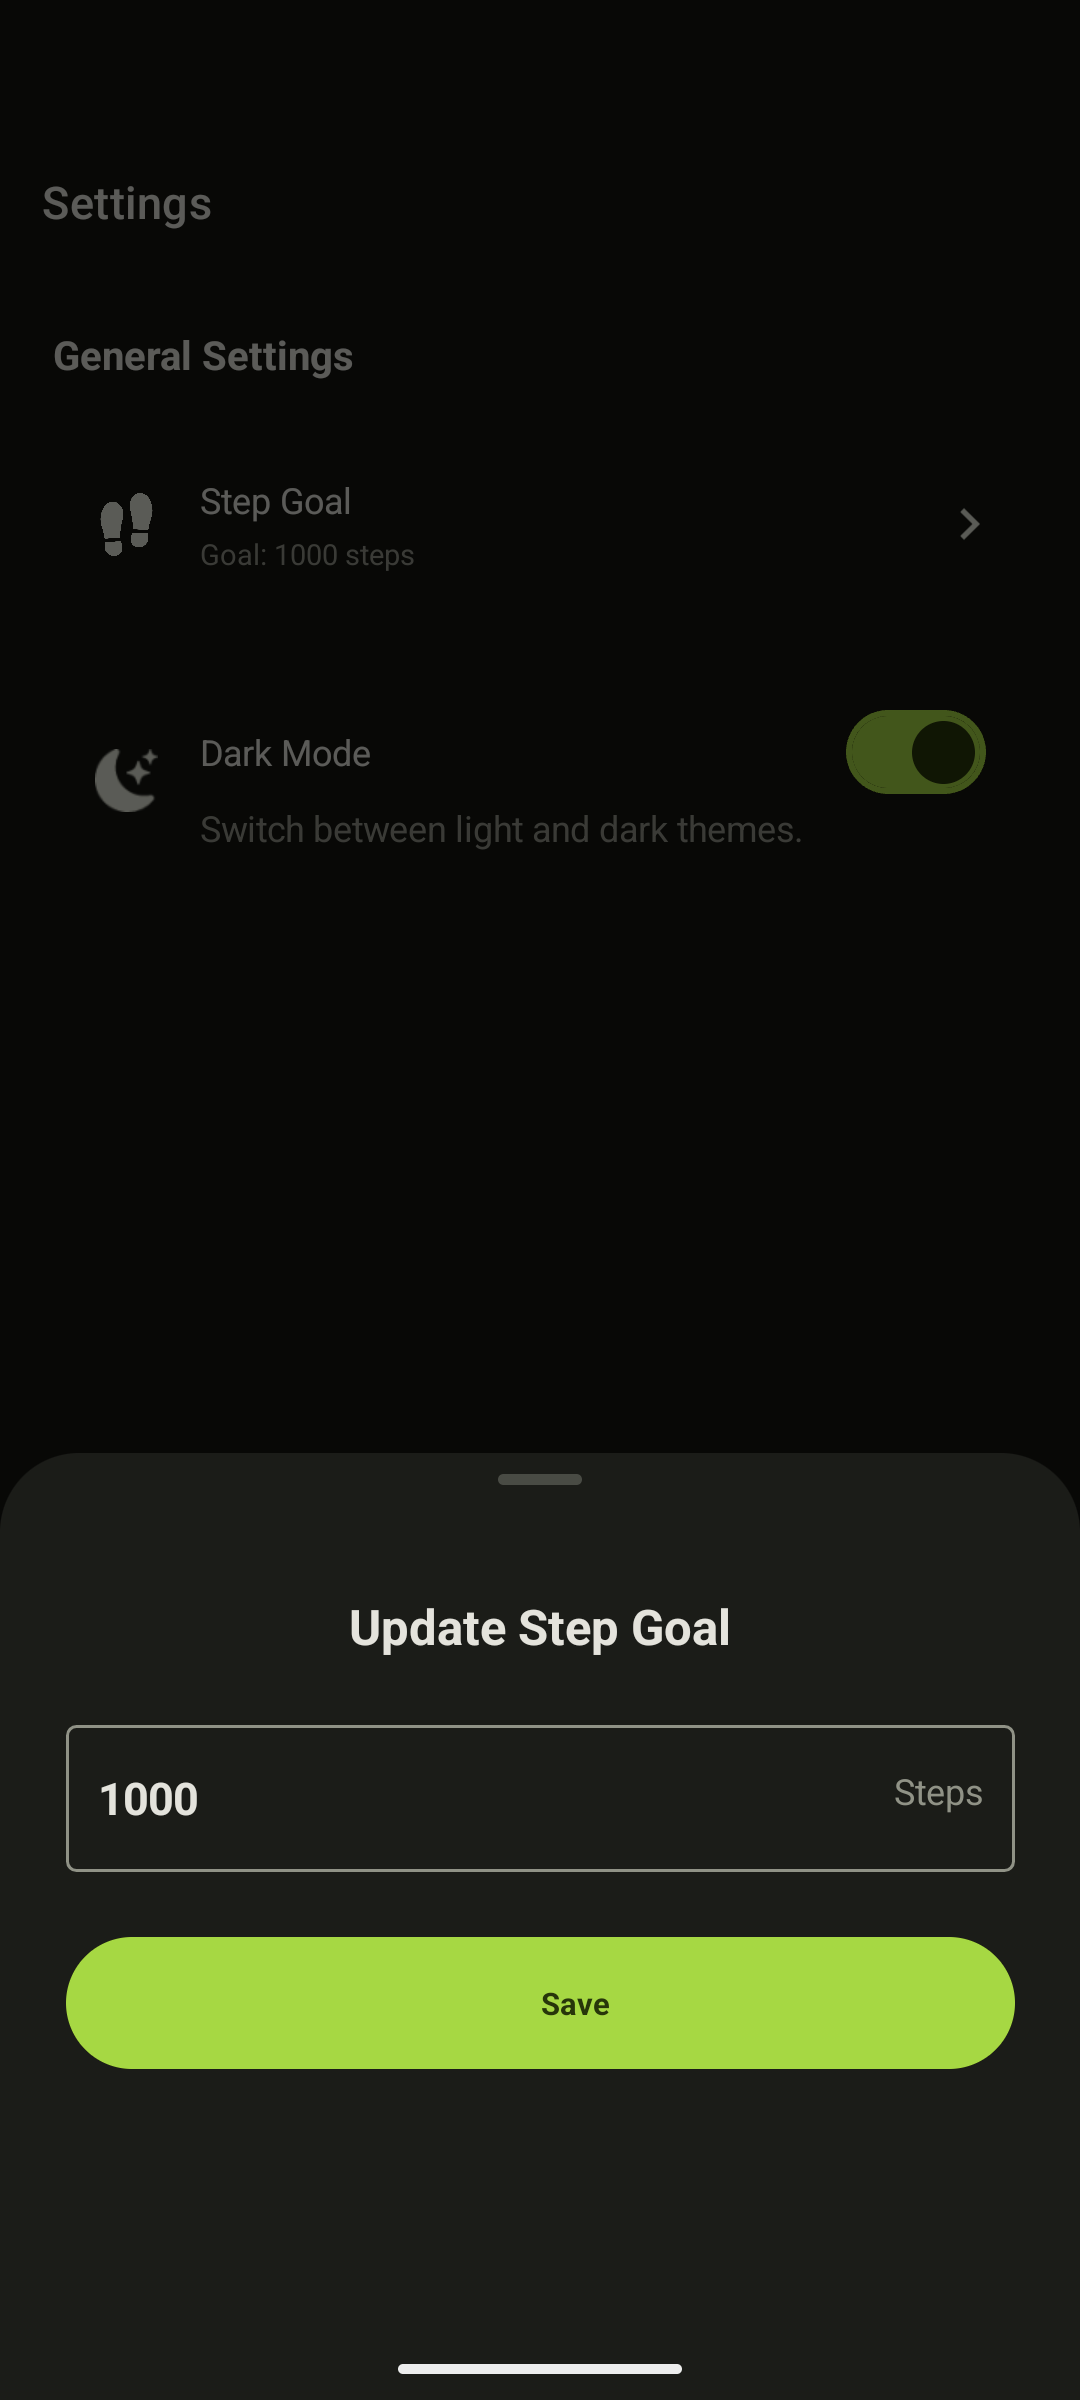 Settings
General Settings
Step Goal
Goal: 1000 steps
Dark Mode
Switch between light and dark themes.
Update Step Goal
1000
Steps
Save